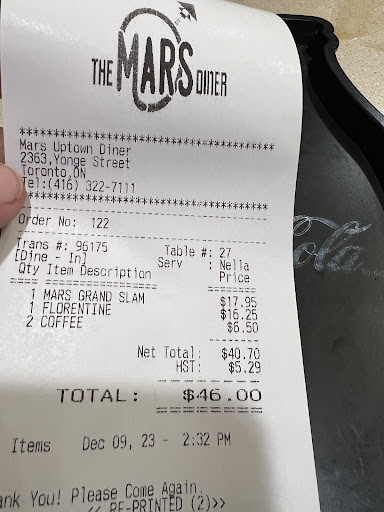 THE MARS DINER
****************************************
Mars Uptown Diner
2363,Yonge Street
Toronto,ON
Tel:(416) 322-7111
****************************************
Order No: 122
Trans #: 96175 Table #: 27
[Dine - In] Serv : Nella
Qty Item Description Price
1 MARS GRAND SLAM $17.95
1 FLORENTINE $16.25
2 COFFEE $6.50
Net Total: $40.70
HST: $5.29
TOTAL: $46.00
Items Dec 09, 23 - 2:32 PM
ank You! Please Come Again.
<< RE-PRINTED (2)>>
Cola